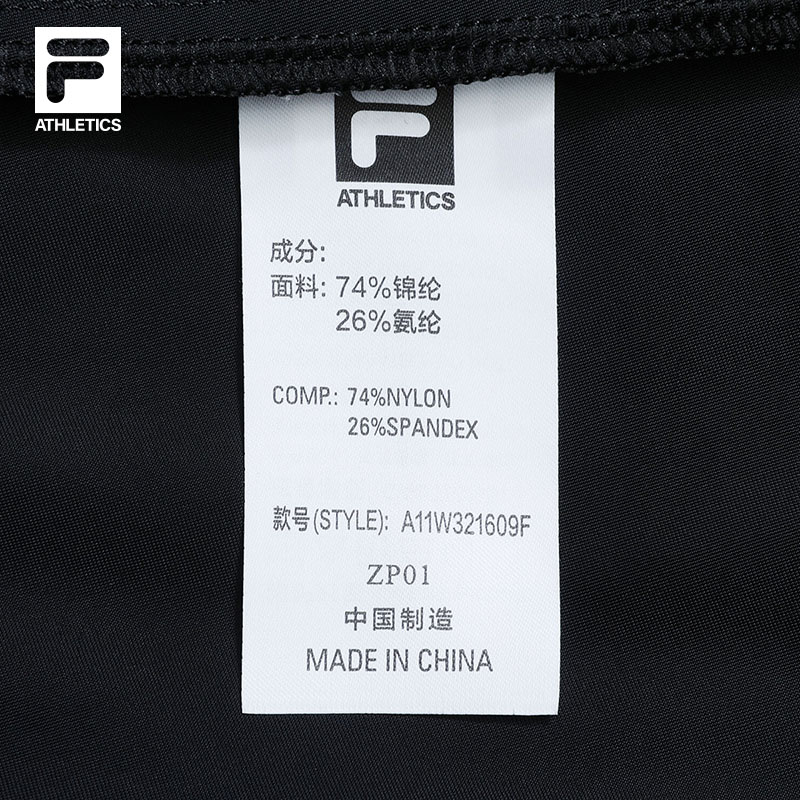 ATHLETICS
ATHLETICS
成分:
面料: 74%锦纶
26%氨纶
COMP.: 74%NYLON
26%SPANDEX
款号(STYLE): A11W321609F
ZP01
中国制造
MADE IN CHINA